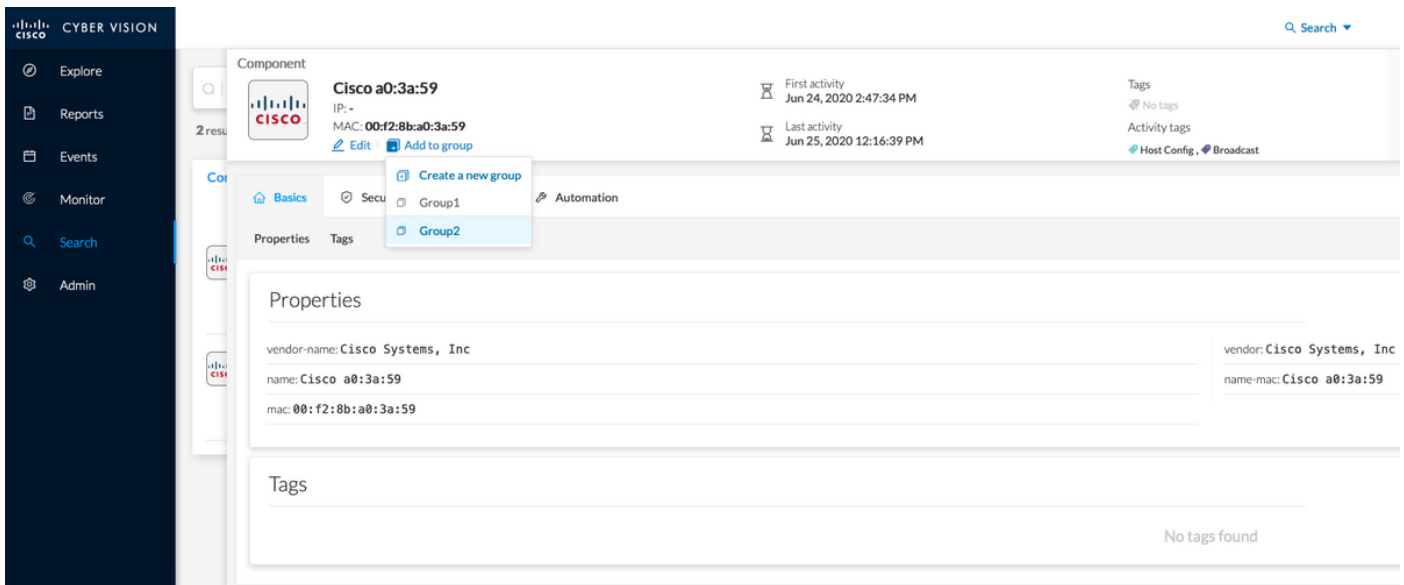 CISCO CYBER VISION
Search
Explore
Reports
Events
Monitor
Search
Admin
2
Component
CISCO
Cisco a0:3a:59
IP: -
MAC: 00:f2:8b:a0:3a:59
Edit Add to group
First activity
Jun 24, 2020 2:47:34 PM
Last activity
Jun 25, 2020 12:16:39 PM
Tags
No tags
Activity tags
Host Config , Broadcast
Create a new group
Group1
Group2
Basics Automation
Properties Tags
Properties
vendor-name: Cisco Systems, Inc
name: Cisco a0:3a:59
mac: 00:f2:8b:a0:3a:59
vendor: Cisco Systems, Inc
name-mac: Cisco a0:3a:59
Tags
No tags found